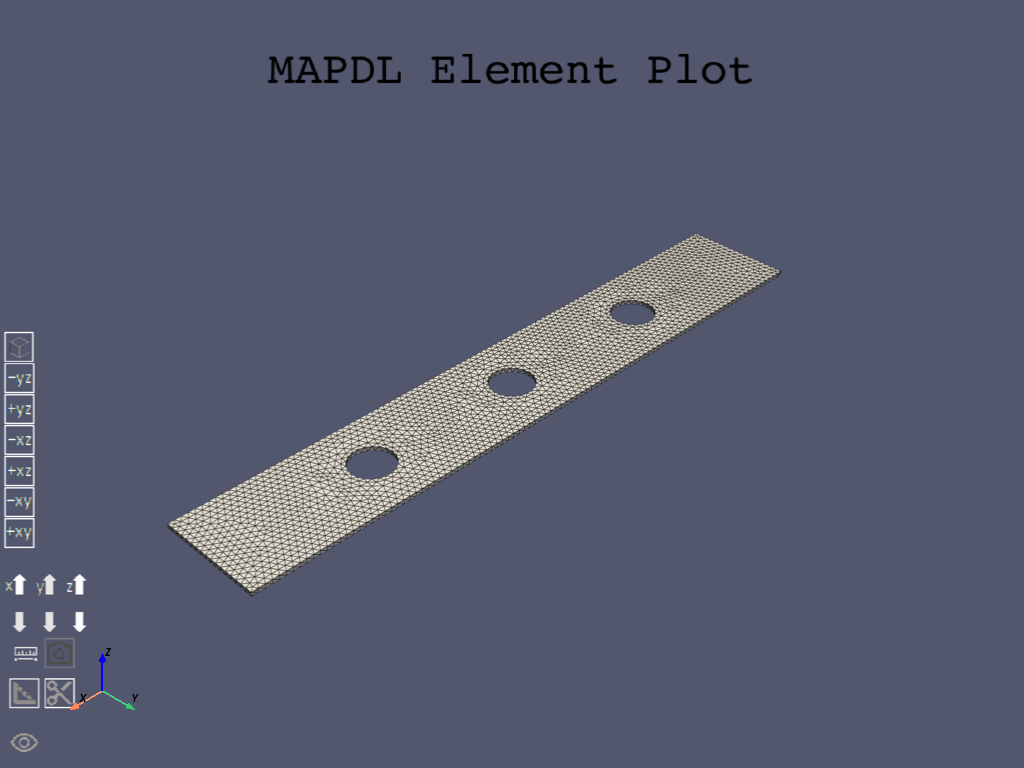 MAPDL Element Plot
-yz
+yz
-xz
+xz
-xy
+xy
x y z
Z
X Y